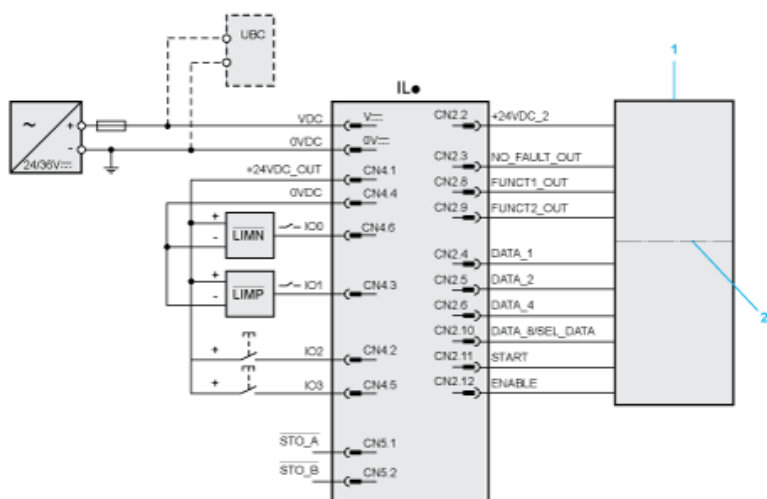 UBC
1
IL●
~
+
-
24/36V⎓
VDC
V⎓
0VDC
0V⎓
+24VDC_OUT
CN4.1
0VDC
CN4.4
+
-
LIMN
IO0
CN4.6
+
-
LIMP
IO1
CN4.3
+
IO2
CN4.2
+
IO3
CN4.5
STO_A
CN5.1
STO_B
CN5.2
CN2.2
+24VDC_2
CN2.3
NO_FAULT_OUT
CN2.8
FUNCT1_OUT
CN2.9
FUNCT2_OUT
CN2.4
DATA_1
CN2.5
DATA_2
CN2.6
DATA_4
CN2.10
DATA_8/SEL_DATA
CN2.11
START
CN2.12
ENABLE
2